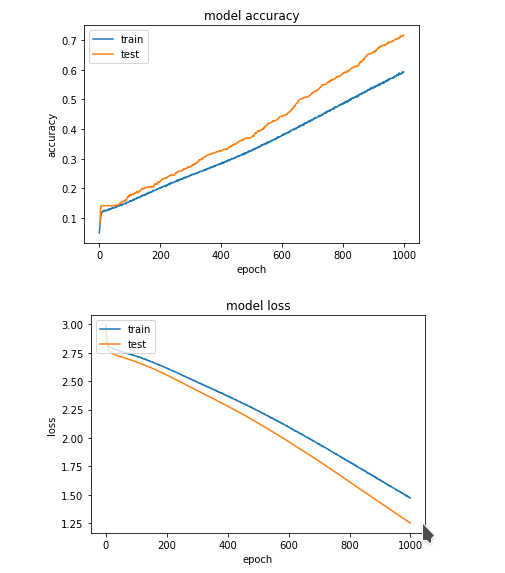 model accuracy
train
test
0.7
0.6
0.5
0.4
0.3
0.2
0.1
accuracy
0 200 400 600 800 1000
epoch
model loss
train
test
3.00
2.75
2.50
2.25
2.00
1.75
1.50
1.25
loss
0 200 400 600 800 1000
epoch